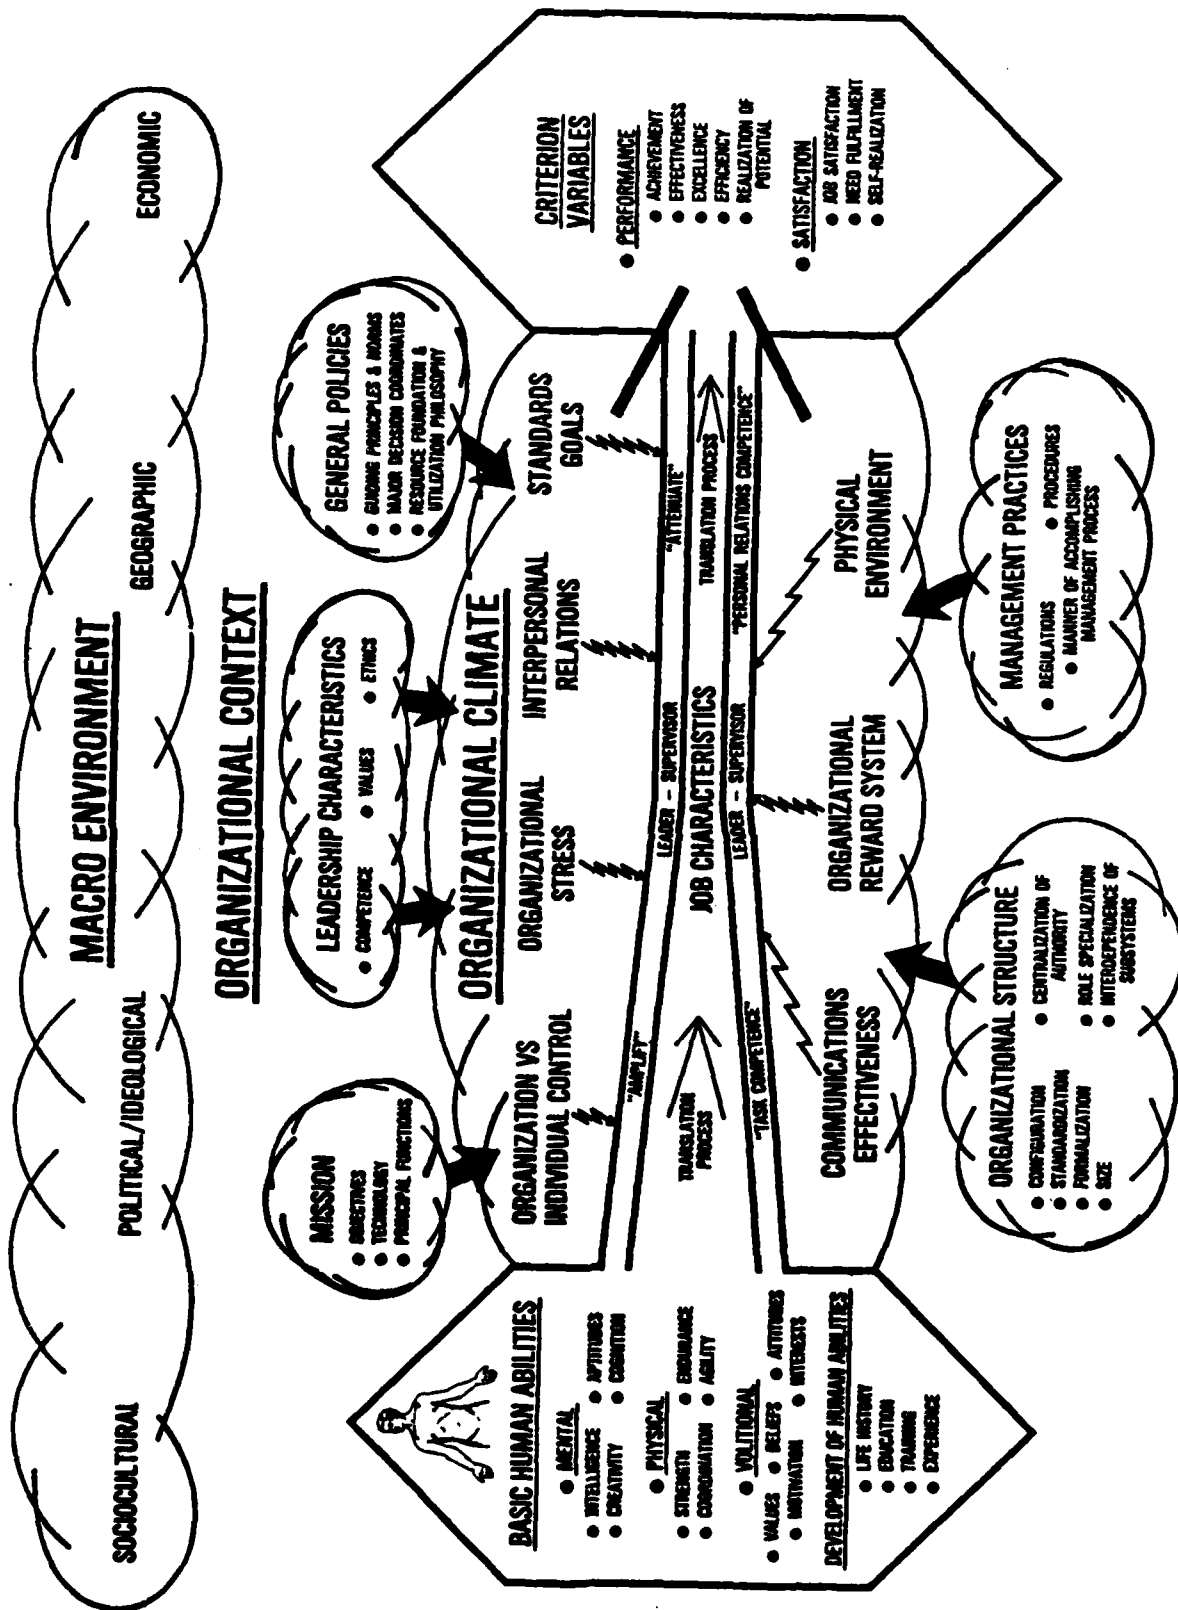 MACRO ENVIRONMENT
SOCIOCULTURAL
POLITICAL/IDEOLOGICAL
GEOGRAPHIC
ECONOMIC
ORGANIZATIONAL CONTEXT
MISSION
● OBJECTIVES
● TECHNOLOGY
● PRINCIPAL FUNCTIONS
LEADERSHIP CHARACTERISTICS
● COMPETENCE ● VALUES ● ETHICS
GENERAL POLICIES
● GUIDING PRINCIPLES & NORMS
● MAJOR DECISION COORDINATES
● RESOURCE FOUNDATION &
UTILIZATION PHILOSOPHY
ORGANIZATIONAL CLIMATE
ORGANIZATION VS
INDIVIDUAL CONTROL
ORGANIZATIONAL
STRESS
INTERPERSONAL
RELATIONS
STANDARDS
GOALS
BASIC HUMAN ABILITIES
● MENTAL
● INTELLIGENCE ● APTITUDES
● CREATIVITY ● COGNITION
● PHYSICAL
● STRENGTH ● ENDURANCE
● COORDINATION ● AGILITY
● VOLITIONAL
● VALUES ● BELIEFS ● ATTITUDES
● MOTIVATION ● INTERESTS
DEVELOPMENT OF HUMAN ABILITIES
● LIFE HISTORY
● EDUCATION
● TRAINING
● EXPERIENCE
"AMPLIFY"
LEADER – SUPERVISOR
"ATTENUATE"
TRANSLATION
PROCESS
JOB CHARACTERISTICS
TRANSLATION PROCESS
"TASK COMPETENCE"
LEADER – SUPERVISOR
"PERSONAL RELATIONS COMPETENCE"
CRITERION
VARIABLES
● PERFORMANCE
● ACHIEVEMENT
● EFFECTIVENESS
● EXCELLENCE
● EFFICIENCY
● REALIZATION OF
POTENTIAL
● SATISFACTION
● JOB SATISFACTION
● NEED FULFILLMENT
● SELF-REALIZATION
COMMUNICATIONS
EFFECTIVENESS
ORGANIZATIONAL
REWARD SYSTEM
PHYSICAL
ENVIRONMENT
ORGANIZATIONAL STRUCTURE
● CONFIGURATION
● STANDARDIZATION
● FORMALIZATION
● SIZE
● CENTRALIZATION OF
AUTHORITY
● ROLE SPECIALIZATION
● INTERDEPENDENCE OF
SUBSYSTEMS
MANAGEMENT PRACTICES
● REGULATIONS ● PROCEDURES
● MANNER OF ACCOMPLISHING
MANAGEMENT PROCESS